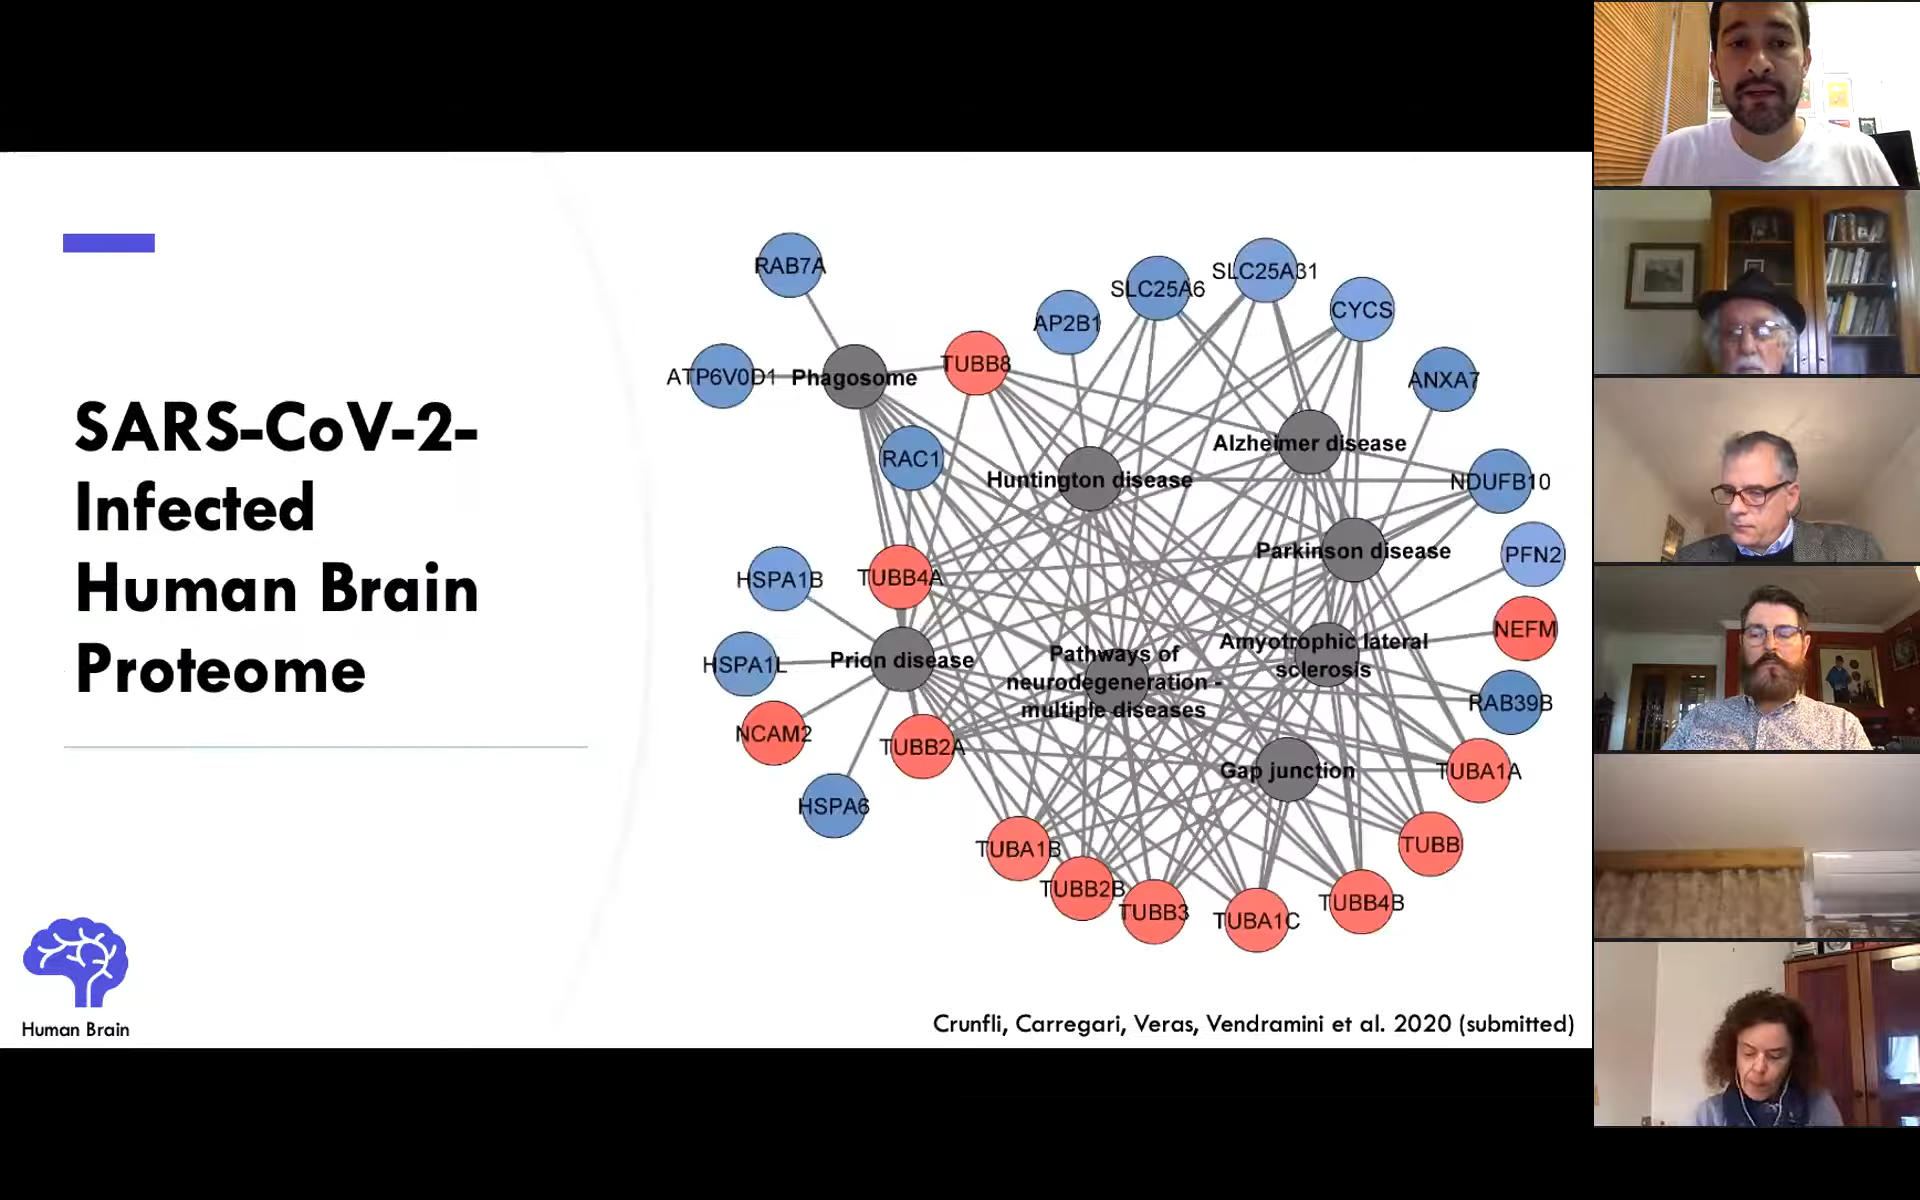 SARS-CoV-2-
Infected
Human Brain
Proteome
RAB7A
ATP6V0D1
Phagosome
TUBB8
AP2B1
SLC25A6
SLC25A31
CYCS
ANXA7
RAC1
Huntington disease
Alzheimer disease
NDUFB10
Parkinson disease
PFN2
HSPA1B
TUBB4A
NEFM
HSPA1L
Prion disease
Pathways of
neurodegeneration -
multiple diseases
Amyotrophic lateral
sclerosis
RAB39B
NCAM2
TUBB2A
Gap junction
TUBA1A
HSPA6
TUBA1B
TUBB
TUBB2B
TUBB3
TUBA1C
TUBB4B
Human Brain
Crunfli, Carregari, Veras, Vendramini et al. 2020 (submitted)